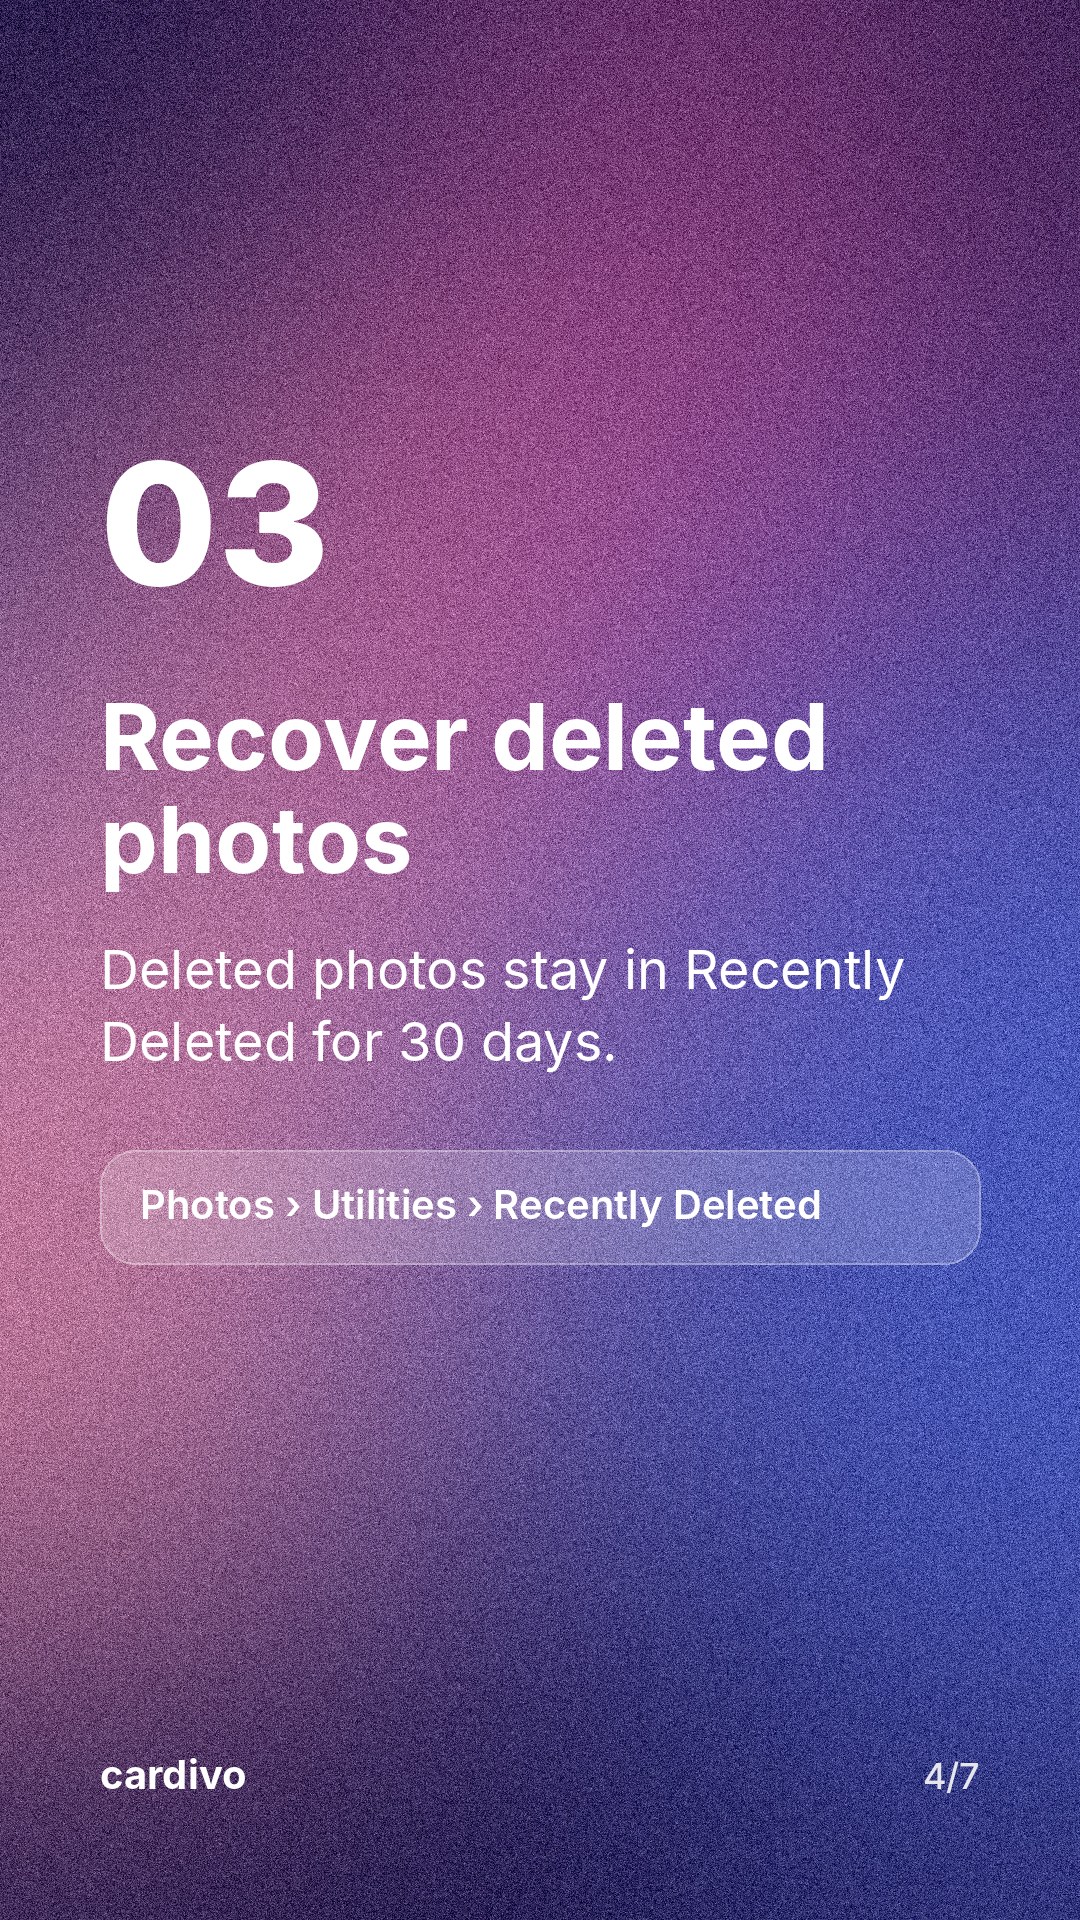 03
Recover deleted
photos
Deleted photos stay in Recently
Deleted for 30 days.
Photos › Utilities › Recently Deleted
cardivo
4/7